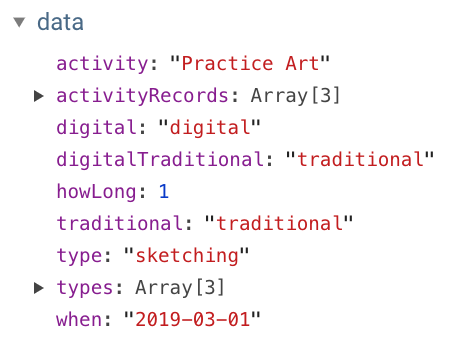 data
activity: "Practice Art"
activityRecords: Array[3]
digital: "digital"
digitalTraditional: "traditional"
howLong: 1
traditional: "traditional"
type: "sketching"
types: Array[3]
when: "2019-03-01"